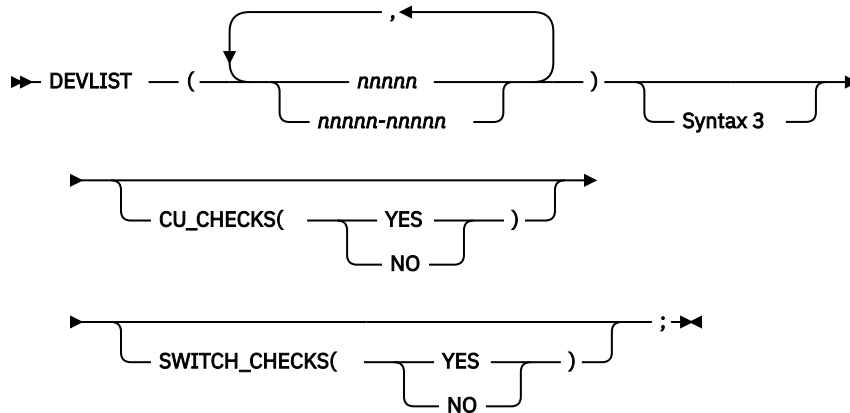 ,
DEVLIST ( nnnnn )
nnnnn-nnnnn Syntax 3
CU_CHECKS( YES )
NO
;
SWITCH_CHECKS( YES )
NO